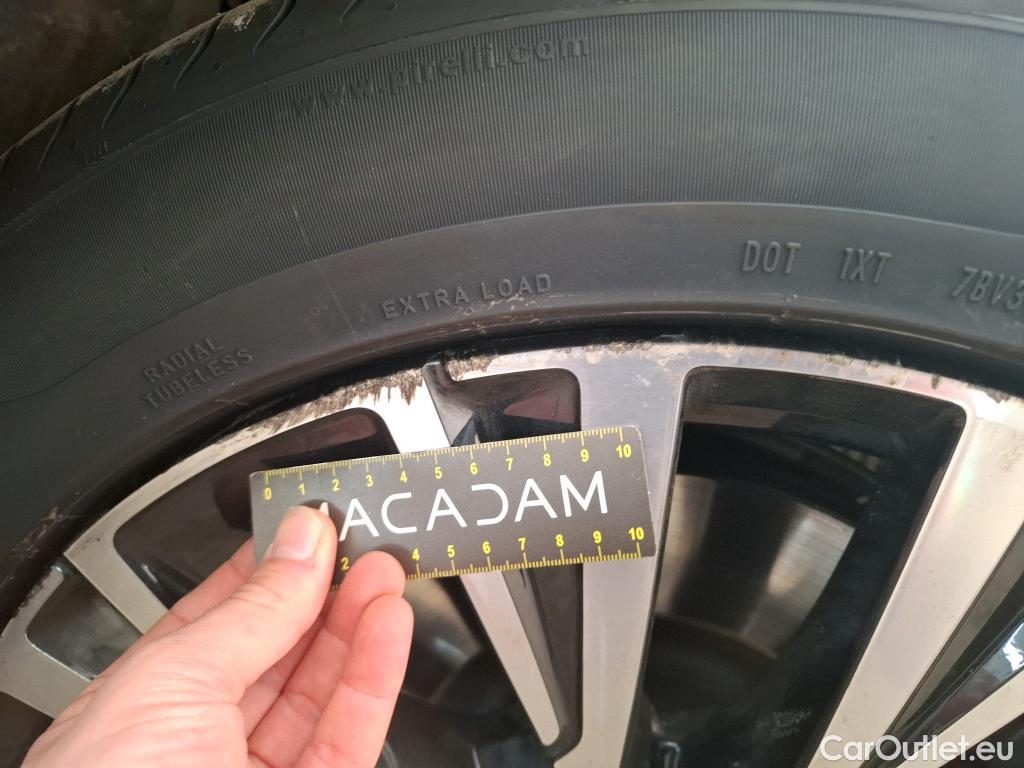 www.pirelli.com
DOT 1XT 7BV3
EXTRA LOAD
RADIAL
TUBELESS
0 1 2 3 4 5 6 7 8 9 10
ACADAM
2 4 5 6 7 8 9 10
CarOutlet.eu